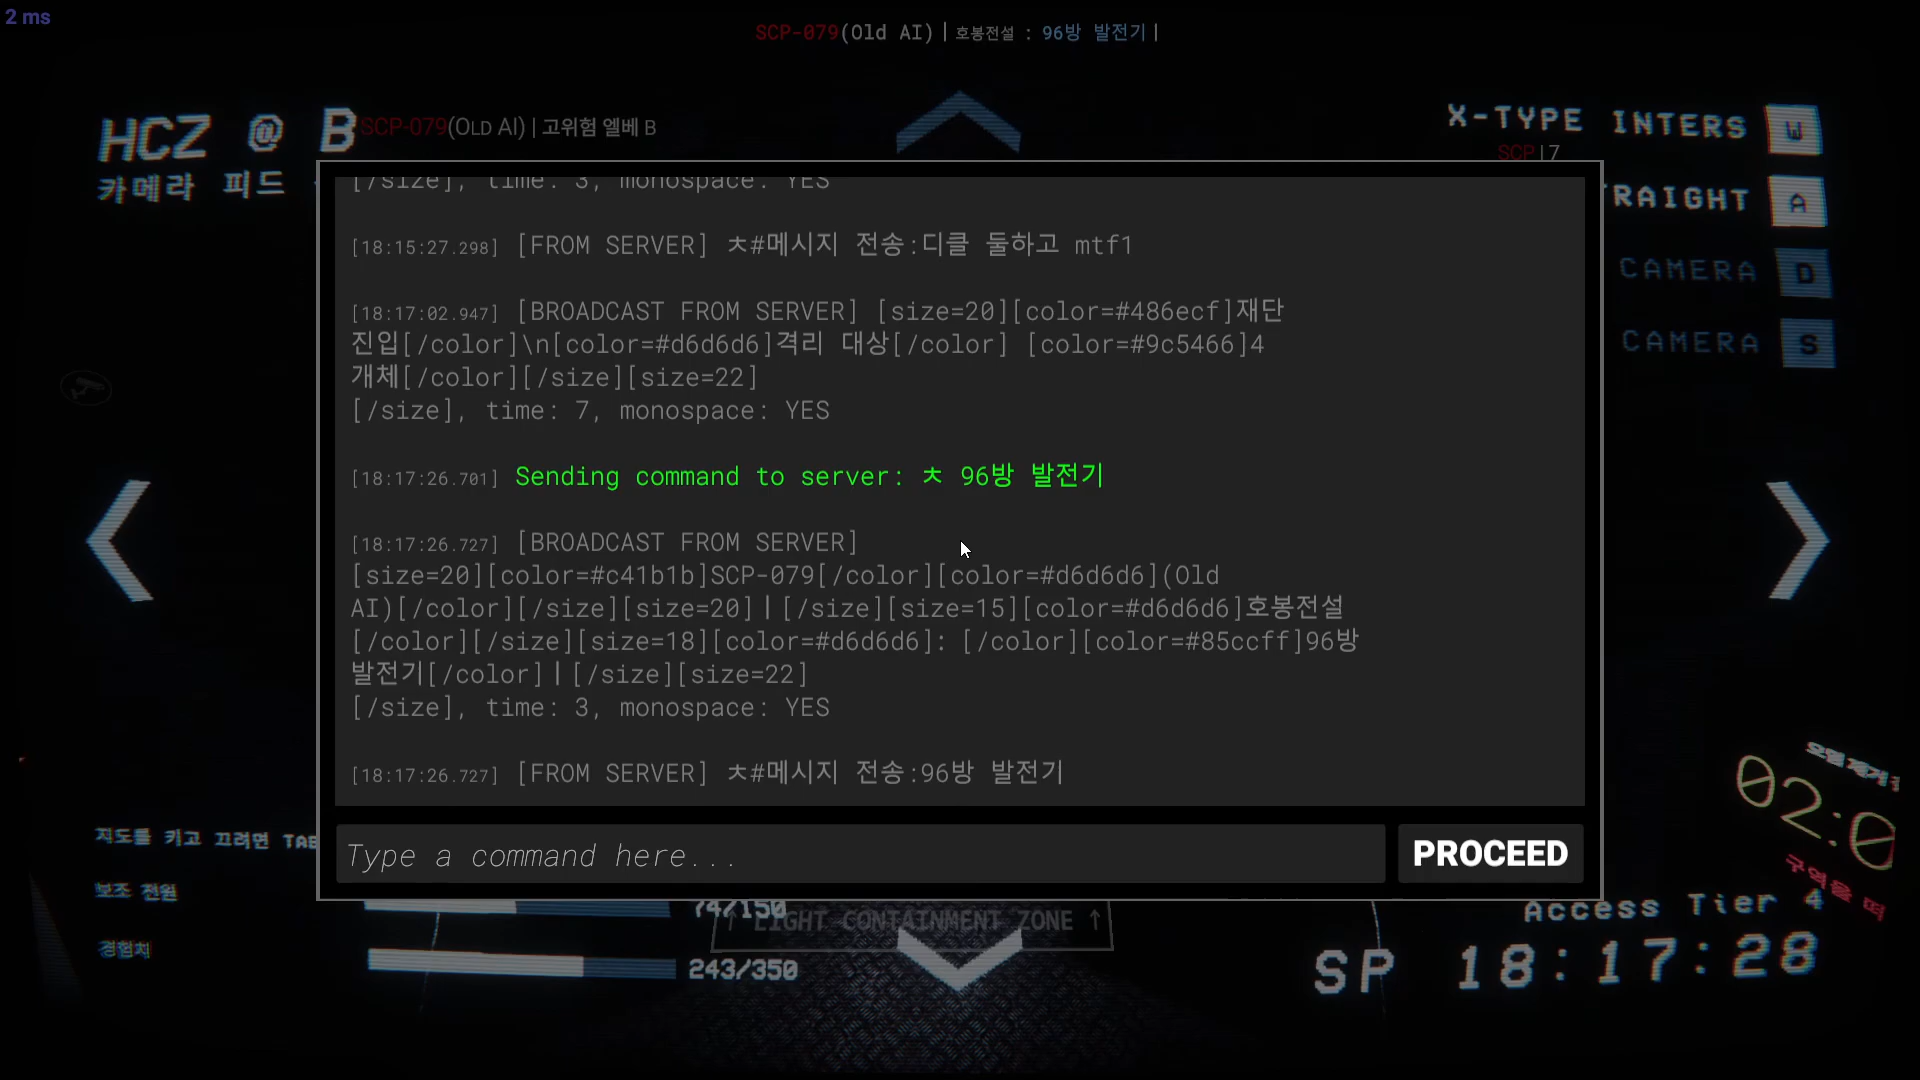 2 ms
SCP-079(Old AI) | 호봉전설 : 96방 발전기 |
HCZ @ B
SCP-079(OLD AI) | 고위험 엘베 B
카메라 피드
X-TYPE INTERS W
SCP | 7
RAIGHT A
CAMERA D
CAMERA S
[/size], time: 3, monospace: YES
[18:15:27.298] [FROM SERVER] ㅊ#메시지 전송:디클 둘하고 mtf1
[18:17:02.947] [BROADCAST FROM SERVER] [size=20][color=#486ecf]재단
진입[/color]\n[color=#d6d6d6]격리 대상[/color] [color=#9c5466]4
개체[/color][/size][size=22]
[/size], time: 7, monospace: YES
[18:17:26.701] Sending command to server: ㅊ 96방 발전기
[18:17:26.727] [BROADCAST FROM SERVER]
[size=20][color=#c41b1b]SCP-079[/color][color=#d6d6d6](Old
AI)[/color][/size][size=20]|[/size][size=15][color=#d6d6d6]호봉전설
[/color][/size][size=18][color=#d6d6d6]: [/color][color=#85ccff]96방
발전기[/color]|[/size][size=22]
[/size], time: 3, monospace: YES
[18:17:26.727] [FROM SERVER] ㅊ#메시지 전송:96방 발전기
Type a command here...
PROCEED
02:0
구역을
지도를 키고 끄려면 TAB
보조 전원
74/150
↑ LIGHT CONTAINMENT ZONE ↑
경험치
243/350
Access Tier 4
SP 18:17:28